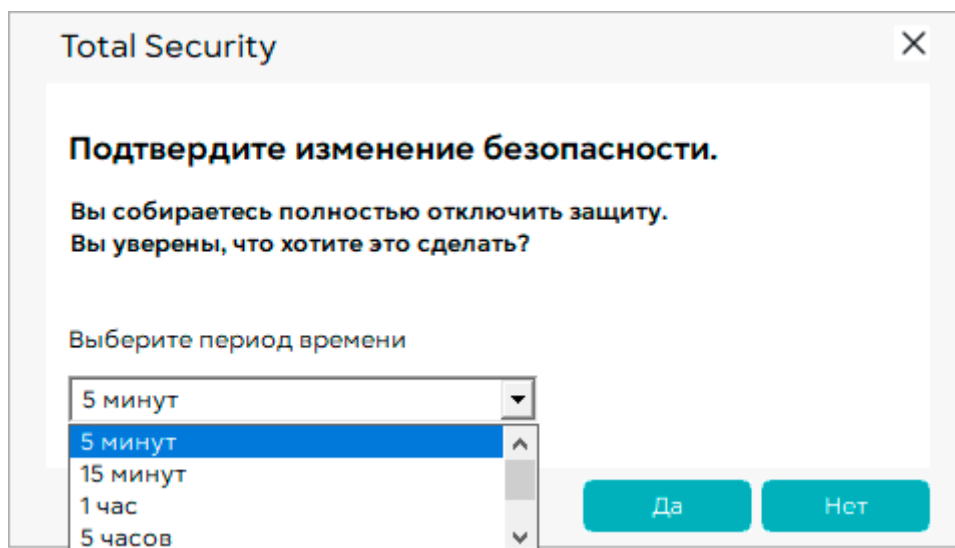 Total Security
Подтвердите изменение безопасности.
Вы собираетесь полностью отключить защиту.
Вы уверены, что хотите это сделать?
Выберите период времени
5 минут
5 минут
15 минут
1 час
5 часов
Да
Нет